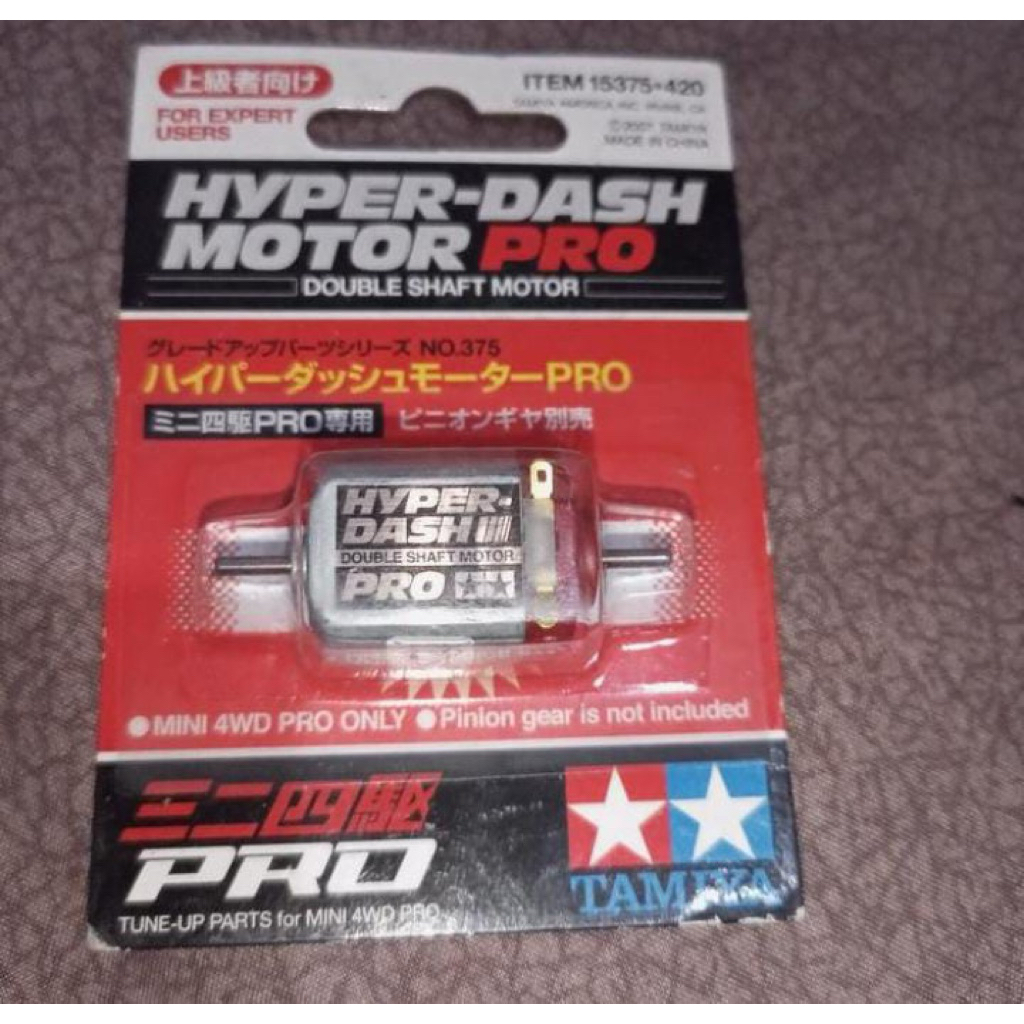 上級者向け
FOR EXPERT
USERS
ITEM 15375・420
TAMIYA
MADE IN CHINA
HYPER-DASH
MOTOR PRO
DOUBLE SHAFT MOTOR
グレードアップパーツシリーズ NO.375
ハイパーダッシュモーターPRO
ミニ四駆PRO専用 ピニオンギヤ別売
HYPER-
DASH
DOUBLE SHAFT MOTOR
PRO
●MINI 4WD PRO ONLY ●Pinion gear is not included
ミニ四駆
PRO
TUNE-UP PARTS for MINI 4WD PRO
TAMIYA